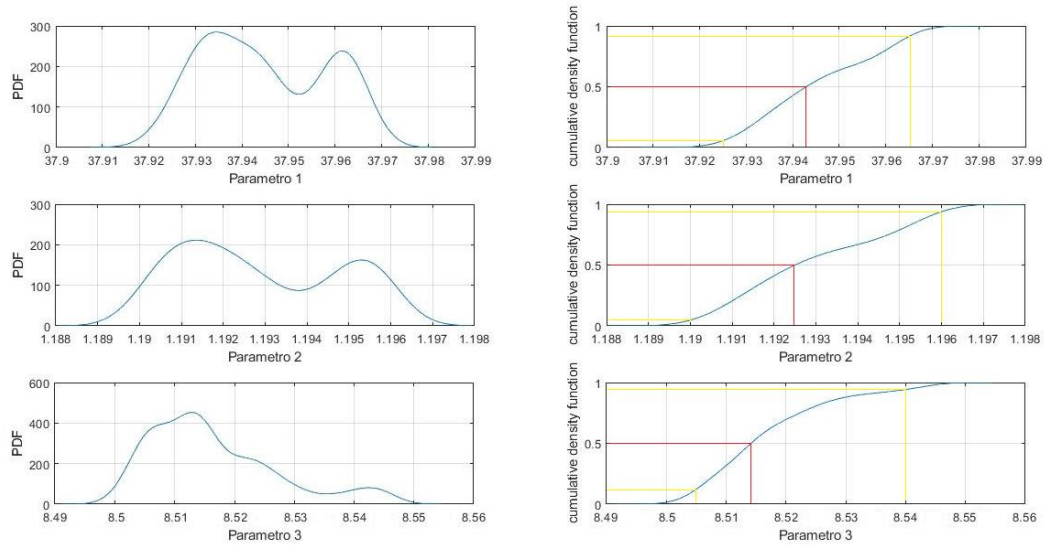 300
200
100
0
PDF
37.9 37.91 37.92 37.93 37.94 37.95 37.96 37.97 37.98 37.99
Parametro 1
1
0.5
0
cumulative density function
37.9 37.91 37.92 37.93 37.94 37.95 37.96 37.97 37.98 37.99
Parametro 1
300
200
100
0
PDF
1.188 1.189 1.19 1.191 1.192 1.193 1.194 1.195 1.196 1.197 1.198
Parametro 2
1
0.5
0
cumulative density function
1.188 1.189 1.19 1.191 1.192 1.193 1.194 1.195 1.196 1.197 1.198
Parametro 2
600
400
200
0
PDF
8.49 8.5 8.51 8.52 8.53 8.54 8.55 8.56
Parametro 3
1
0.5
0
cumulative density function
8.49 8.5 8.51 8.52 8.53 8.54 8.55 8.56
Parametro 3